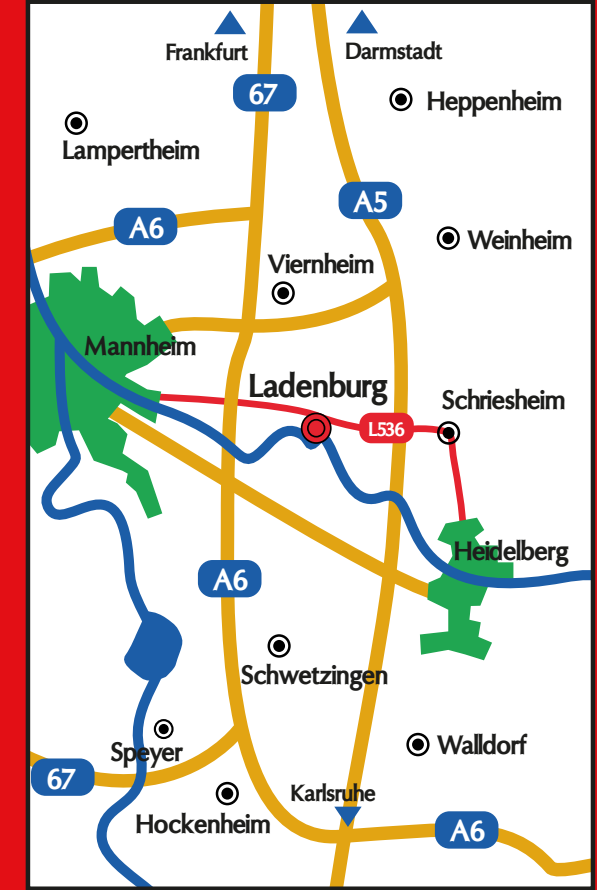 Frankfurt
Darmstadt
67
Heppenheim
Lampertheim
A5
A6
Weinheim
Viernheim
Mannheim
Ladenburg
Schriesheim
L536
Heidelberg
A6
Schwetzingen
Speyer
Walldorf
67
Karlsruhe
Hockenheim
A6